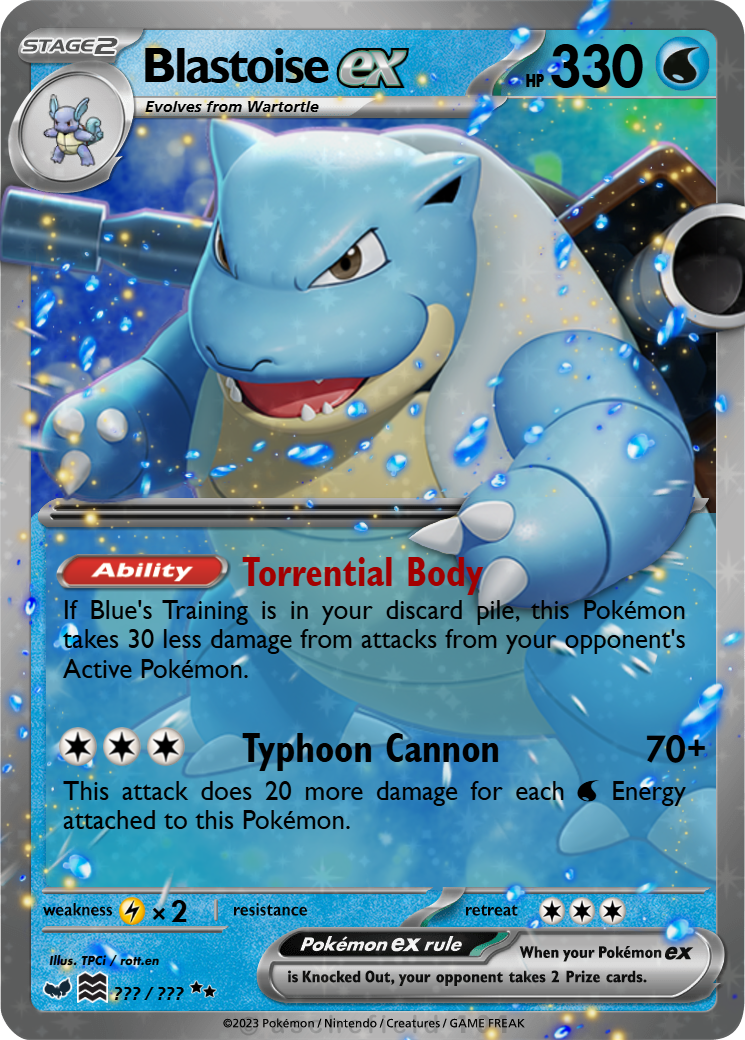 STAGE2
Blastoise ex
HP 330
Evolves from Wartortle
Ability Torrential Body
If Blue's Training is in your discard pile, this Pokémon
takes 30 less damage from attacks from your opponent's
Active Pokémon.
Typhoon Cannon 70+
This attack does 20 more damage for each Energy
attached to this Pokémon.
weakness ×2 resistance retreat
Pokémon ex rule
When your Pokémon ex
is Knocked Out, your opponent takes 2 Prize cards.
Illus. TPCi / rott.en
??? / ???
©2023 Pokémon / Nintendo / Creatures / GAME FREAK